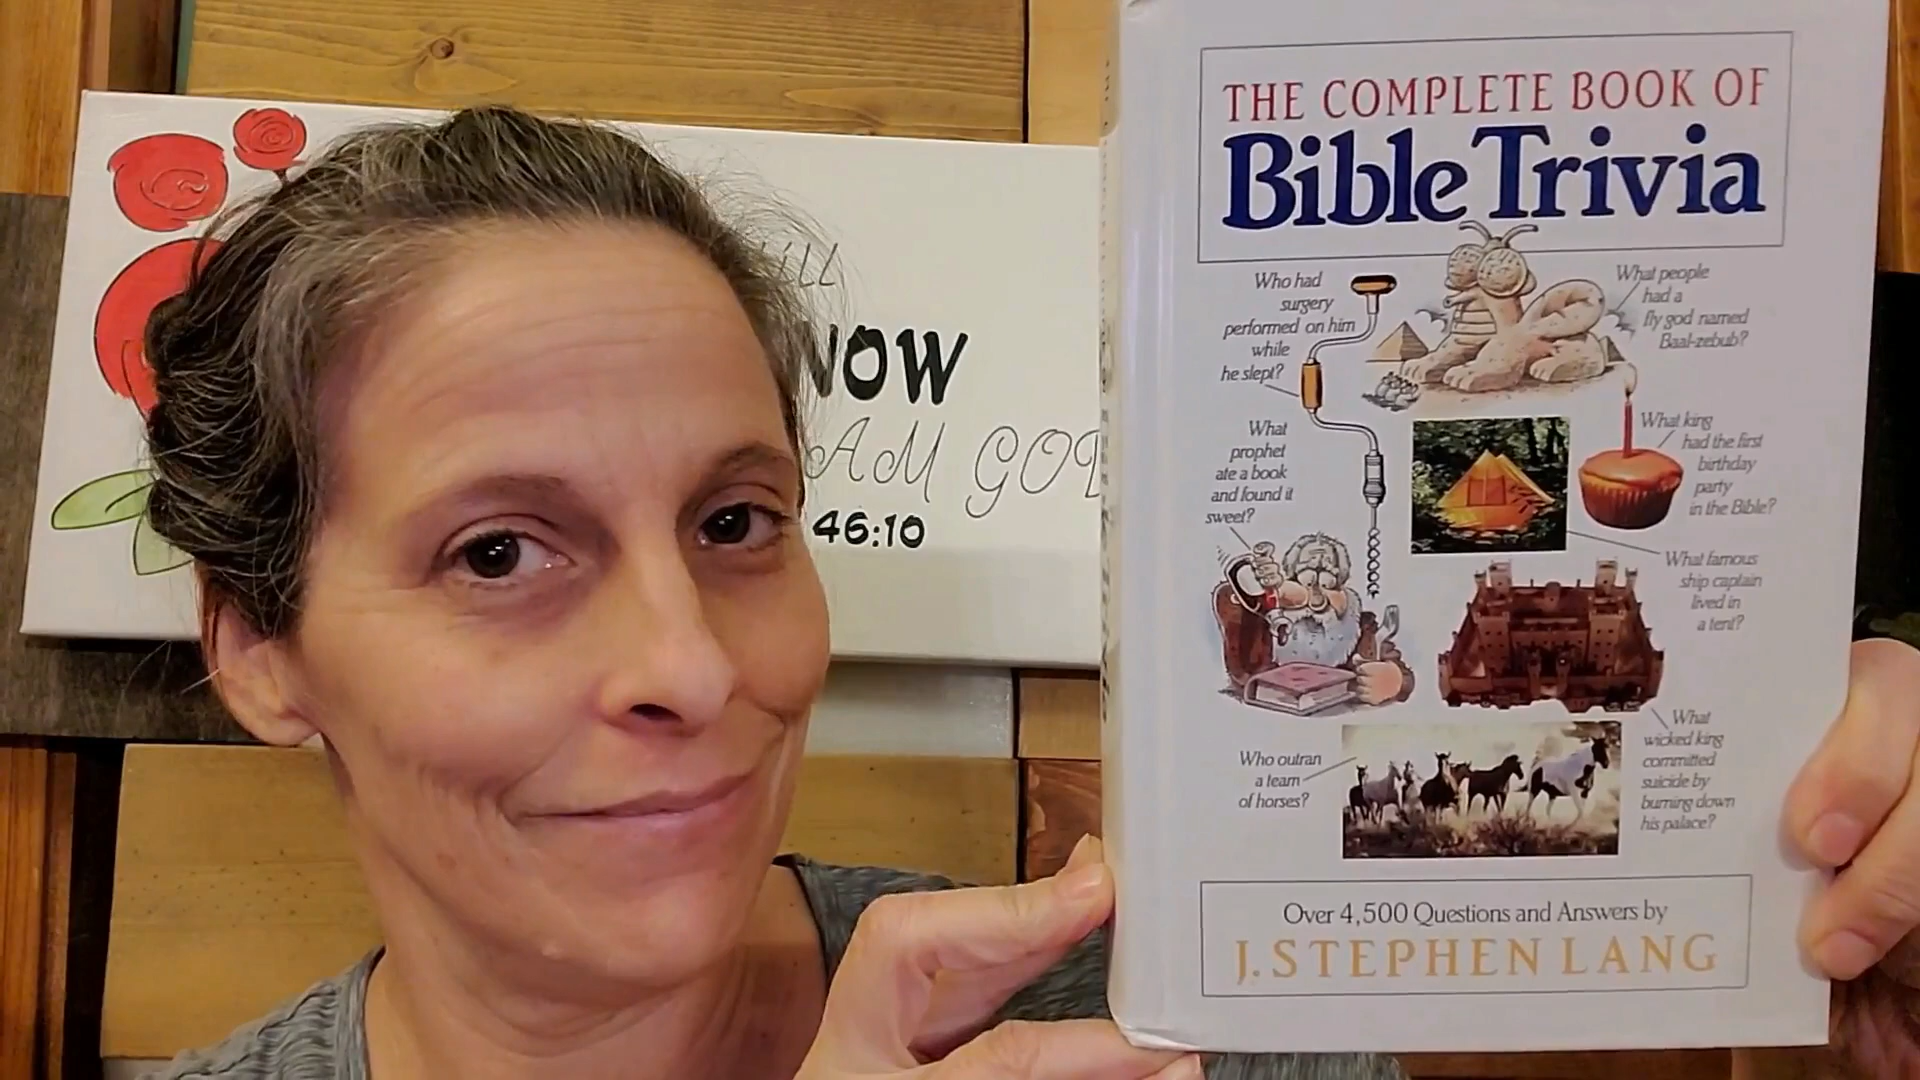 ill
NOW
AM GOD
46:10
THE COMPLETE BOOK OF
Bible Trivia
Who had
surgery
performed on him
while
he slept?
What people
had a
fly god named
Baal-zebub?
What
prophet
ate a book
and found it
sweet?
What king
had the first
birthday
party
in the Bible?
What famous
ship captain
lived in
a tent?
Who outran
a team
of horses?
What
wicked king
committed
suicide by
burning down
his palace?
Over 4,500 Questions and Answers by
J. STEPHEN LANG